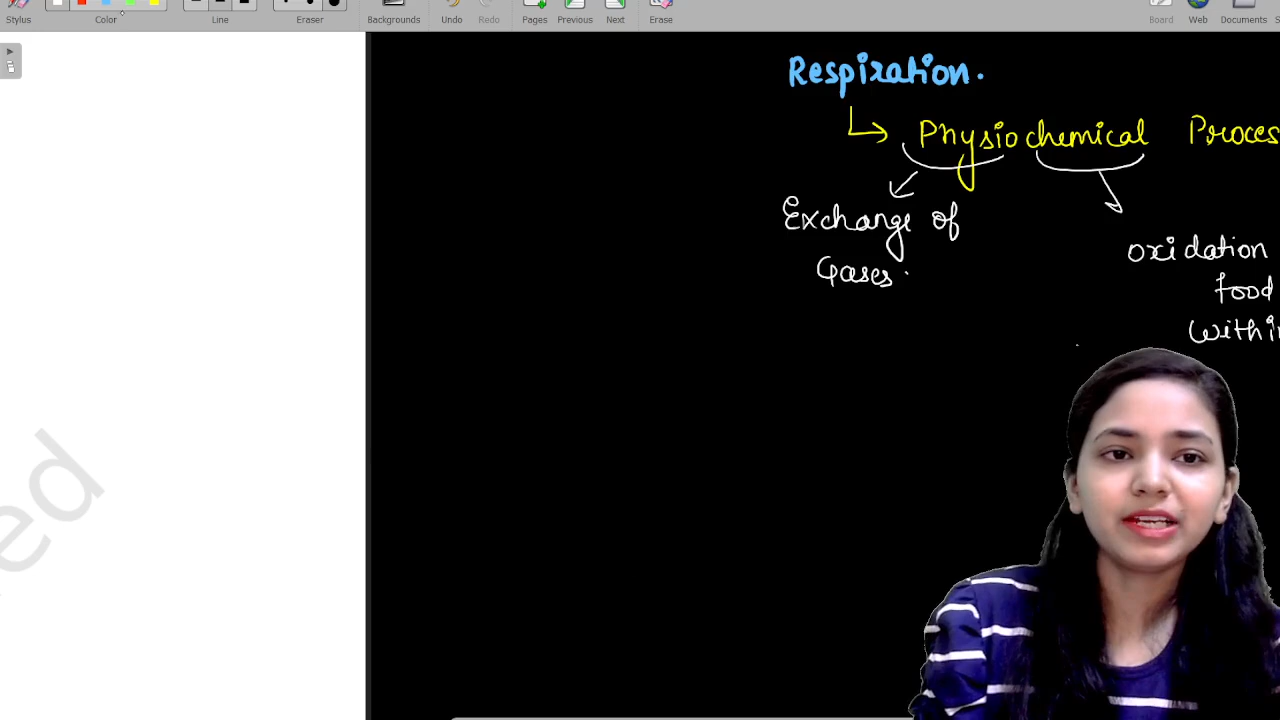 Stylus Color Line Eraser Backgrounds Undo Redo Pages Previous Next Erase Board Web Documents
Respiration.
Physiochemical
Exchange of
Gases.
oxidation
food